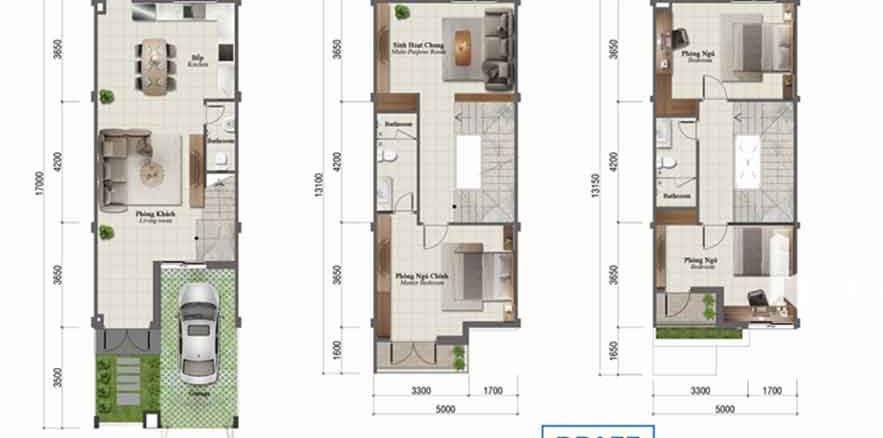 3650
4200
3650
3500
17000
Bếp
Kitchen
Bathroom
Phòng Khách
Living room
Garage
3650
4200
3650
1600
13100
Sinh Hoạt Chung
Multi-Purpose Room
Bathroom
Phòng Ngủ Chính
Master Bedroom
3300
1700
5000
3650
4200
3650
1650
13150
Phòng Ngủ
Bedroom
Bathroom
Phòng Ngủ
Bedroom
3300
1700
5000